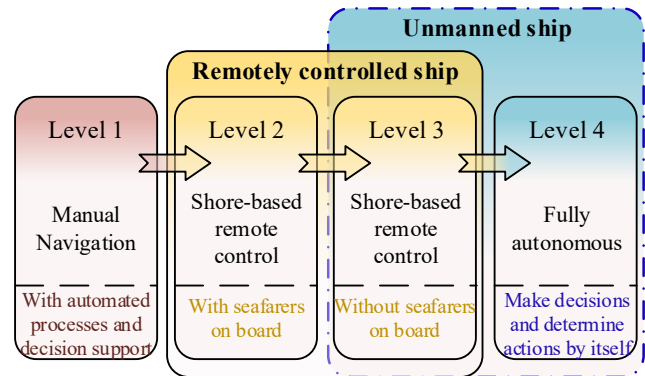 Unmanned ship
Remotely controlled ship
Level 1
Manual
Navigation
With automated
processes and
decision support
Level 2
Shore-based
remote
control
With seafarers
on board
Level 3
Shore-based
remote
control
Without seafarers
on board
Level 4
Fully
autonomous
Make decisions
and determine
actions by itself